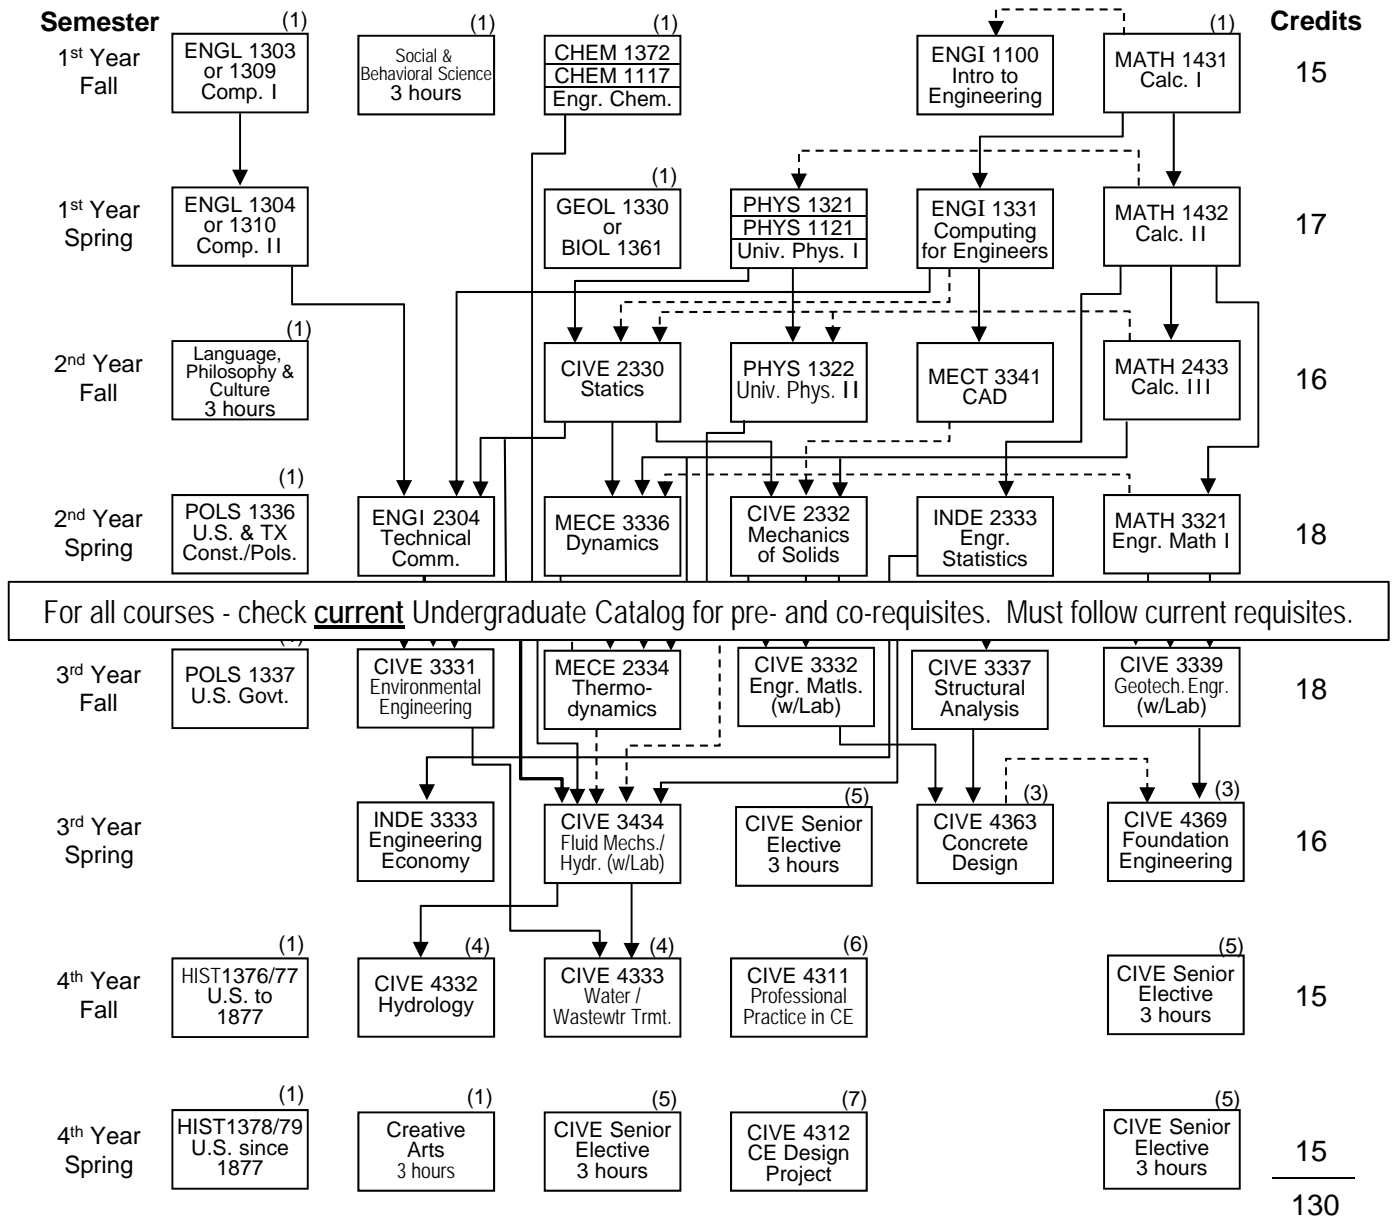 Semester
Credits
1st Year
Fall
(1)
ENGL 1303
or 1309
Comp. I
(1)
Social &
Behavioral Science
3 hours
(1)
CHEM 1372
CHEM 1117
Engr. Chem.
ENGI 1100
Intro to
Engineering
(1)
MATH 1431
Calc. I
15
1st Year
Spring
ENGL 1304
or 1310
Comp. II
(1)
GEOL 1330
or
BIOL 1361
PHYS 1321
PHYS 1121
Univ. Phys. I
ENGI 1331
Computing
for Engineers
MATH 1432
Calc. II
17
2nd Year
Fall
(1)
Language,
Philosophy &
Culture
3 hours
CIVE 2330
Statics
PHYS 1322
Univ. Phys. II
MECT 3341
CAD
MATH 2433
Calc. III
16
2nd Year
Spring
(1)
POLS 1336
U.S. & TX
Const./Pols.
ENGI 2304
Technical
Comm.
MECE 3336
Dynamics
CIVE 2332
Mechanics
of Solids
INDE 2333
Engr.
Statistics
MATH 3321
Engr. Math I
18
For all courses - check current Undergraduate Catalog for pre- and co-requisites. Must follow current requisites.
3rd Year
Fall
POLS 1337
U.S. Govt.
CIVE 3331
Environmental
Engineering
MECE 2334
Thermo-
dynamics
CIVE 3332
Engr. Matls.
(w/Lab)
CIVE 3337
Structural
Analysis
CIVE 3339
Geotech. Engr.
(w/Lab)
18
3rd Year
Spring
INDE 3333
Engineering
Economy
CIVE 3434
Fluid Mechs./
Hydr. (w/Lab)
(5)
CIVE Senior
Elective
3 hours
(3)
CIVE 4363
Concrete
Design
(3)
CIVE 4369
Foundation
Engineering
16
4th Year
Fall
(1)
HIST1376/77
U.S. to
1877
(4)
CIVE 4332
Hydrology
(4)
CIVE 4333
Water /
Wastewtr Trmt.
(6)
CIVE 4311
Professional
Practice in CE
(5)
CIVE Senior
Elective
3 hours
15
4th Year
Spring
(1)
HIST1378/79
U.S. since
1877
(1)
Creative
Arts
3 hours
(5)
CIVE Senior
Elective
3 hours
(7)
CIVE 4312
CE Design
Project
(5)
CIVE Senior
Elective
3 hours
15
130